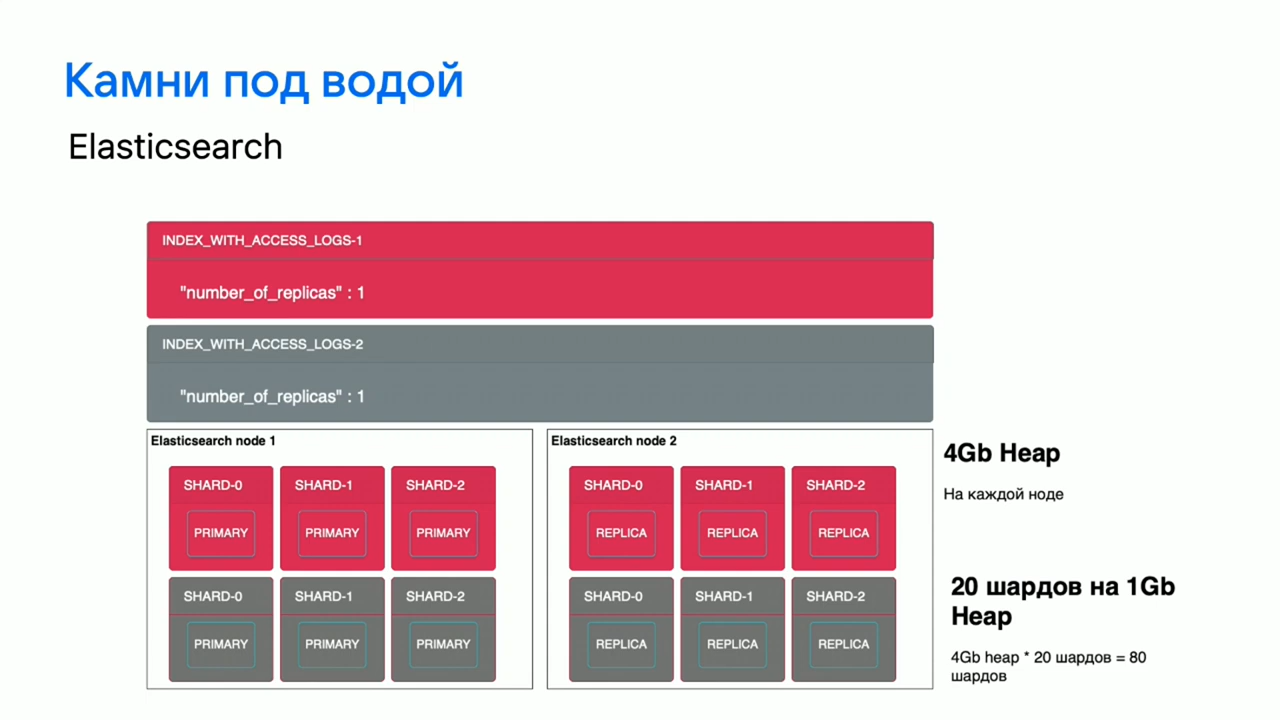 Камни под водой
Elasticsearch
INDEX_WITH_ACCESS_LOGS-1
"number_of_replicas" : 1
INDEX_WITH_ACCESS_LOGS-2
"number_of_replicas" : 1
Elasticsearch node 1
SHARD-0
SHARD-1
SHARD-2
PRIMARY
PRIMARY
PRIMARY
SHARD-0
SHARD-1
SHARD-2
PRIMARY
PRIMARY
PRIMARY
Elasticsearch node 2
SHARD-0
SHARD-1
SHARD-2
REPLICA
REPLICA
REPLICA
SHARD-0
SHARD-1
SHARD-2
REPLICA
REPLICA
REPLICA
4Gb Heap
На каждой ноде
20 шардов на 1Gb
Heap
4Gb heap * 20 шардов = 80
шардов